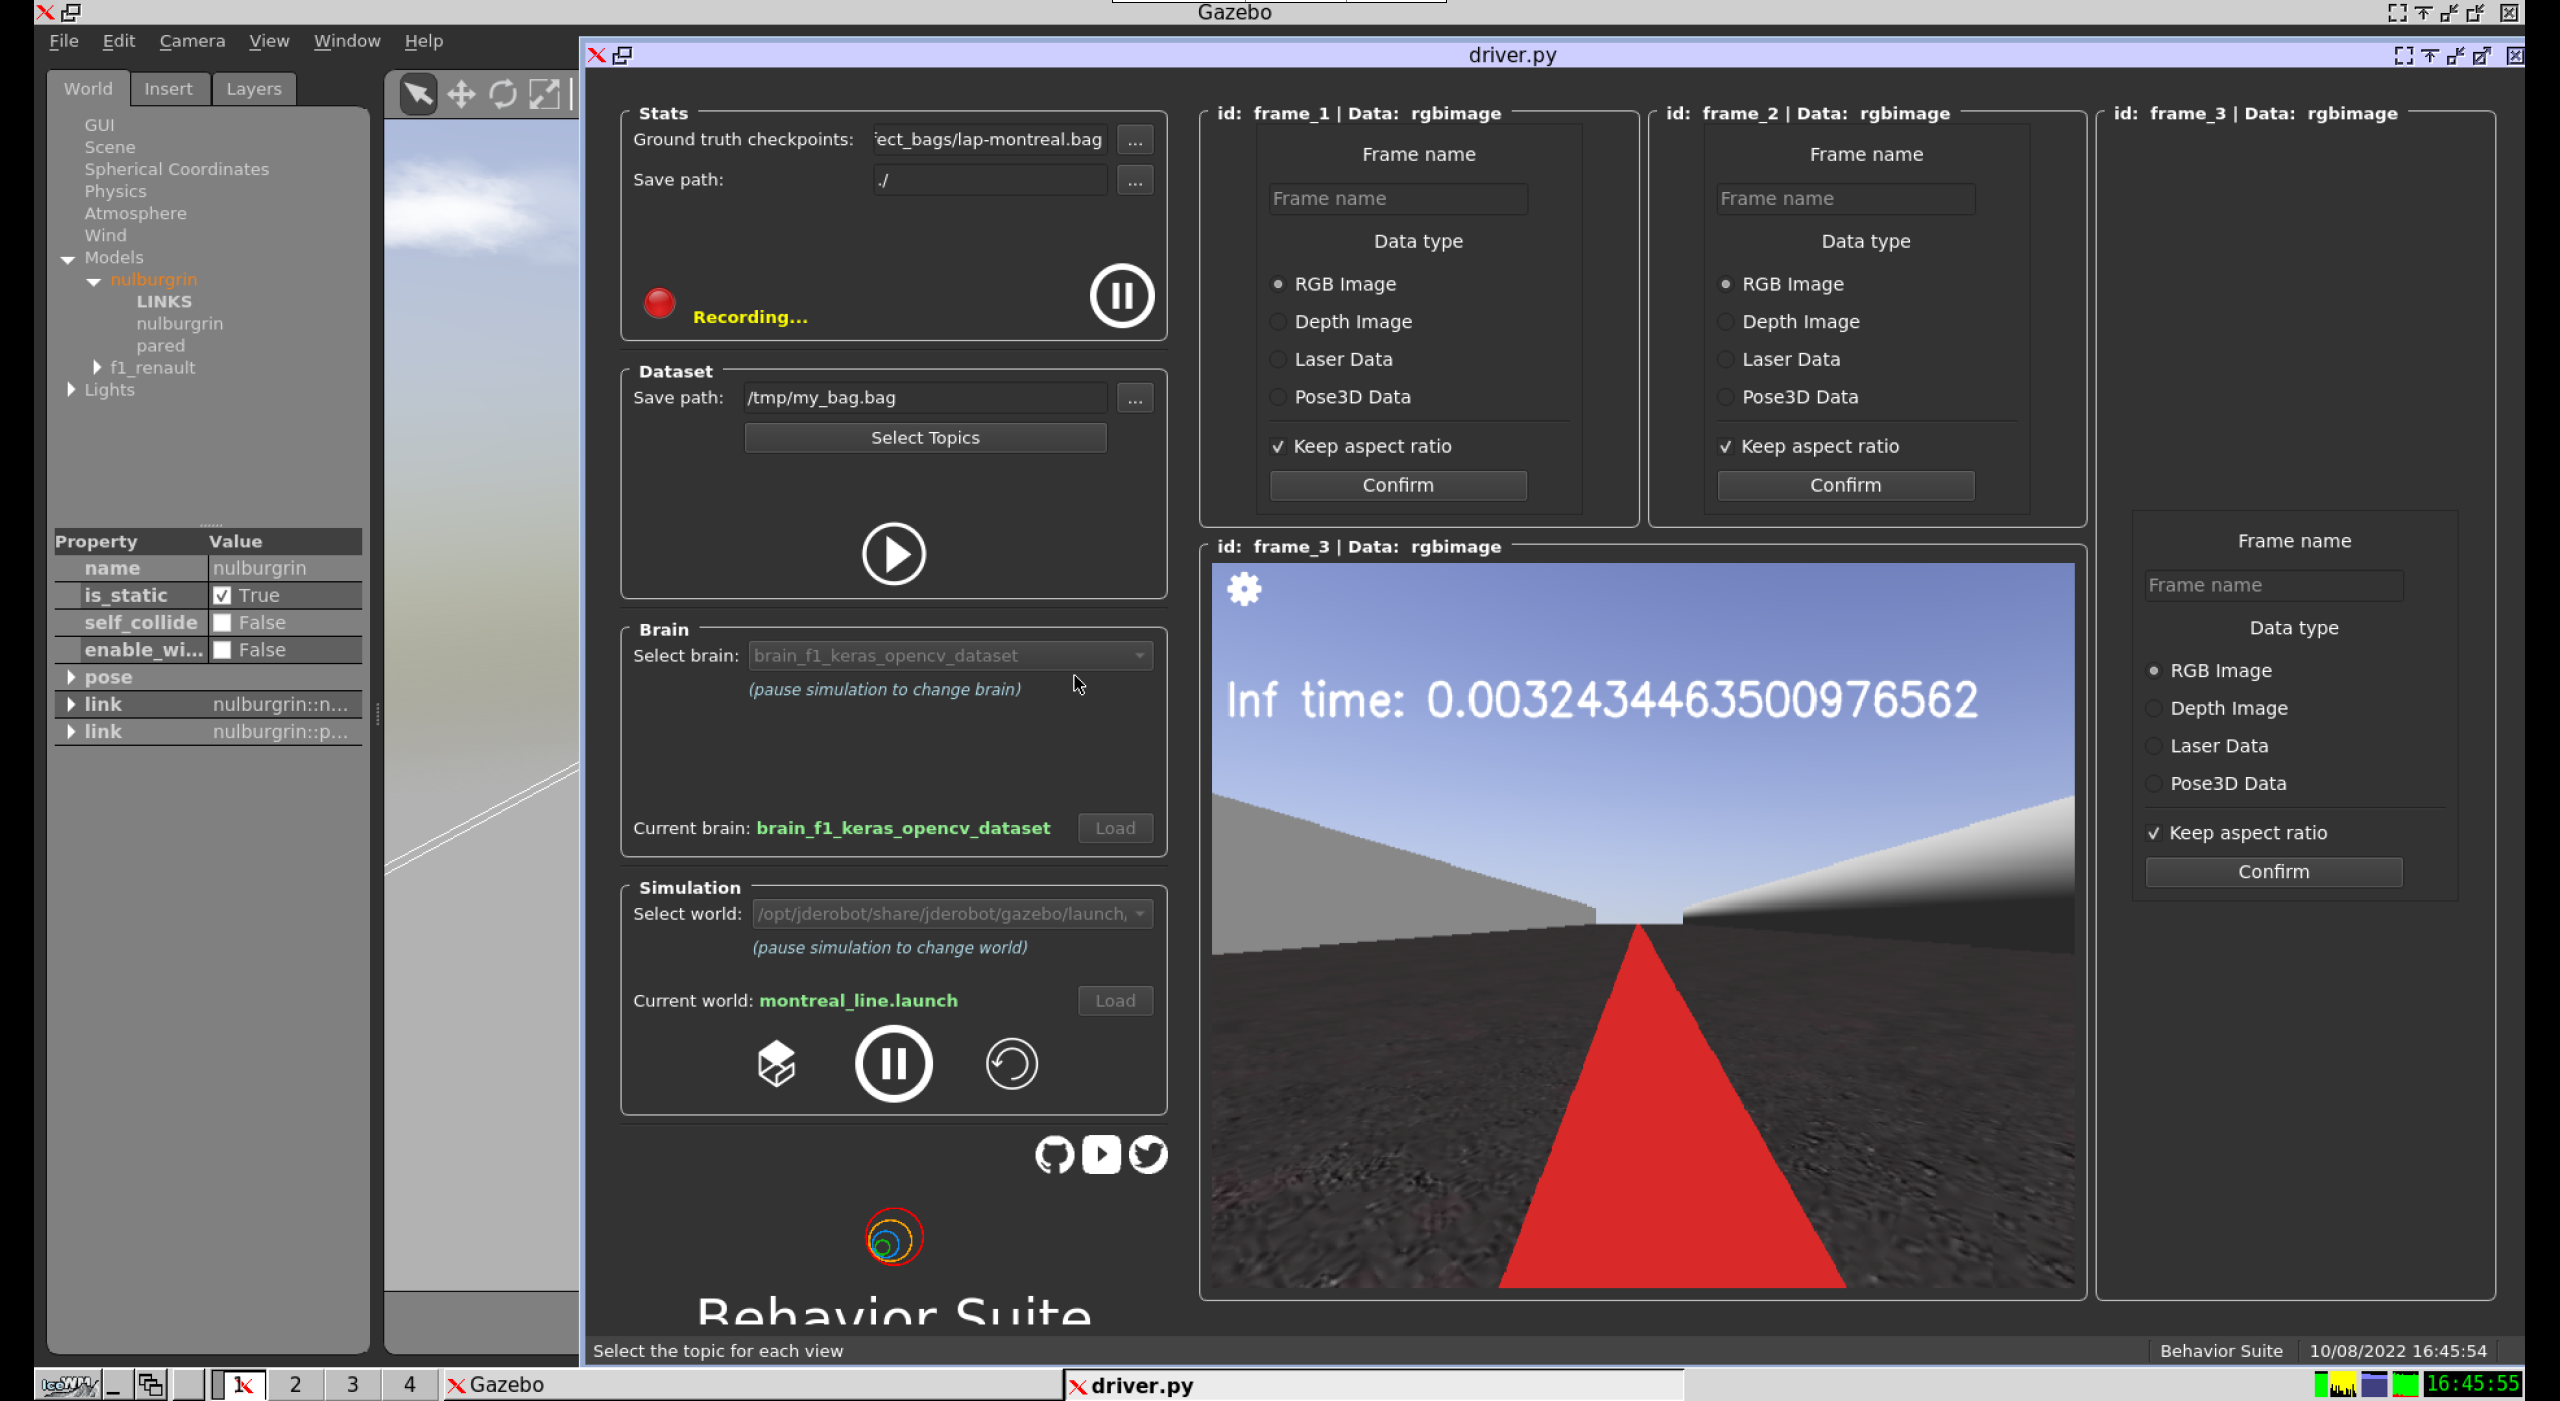 Gazebo
File Edit Camera View Window Help
World Insert Layers
GUI
Scene
Spherical Coordinates
Physics
Atmosphere
Wind
Models
nulburgrin
LINKS
nulburgrin
pared
f1_renault
Lights
Property Value
name nulburgrin
is_static True
self_collide False
enable_wi... False
pose
link nulburgrin::n...
link nulburgrin::p...
driver.py
Stats
Ground truth checkpoints: fect_bags/lap-montreal.bag ...
Save path: ./ ...
Recording...
Dataset
Save path: /tmp/my_bag.bag ...
Select Topics
Brain
Select brain: brain_f1_keras_opencv_dataset
(pause simulation to change brain)
Current brain: brain_f1_keras_opencv_dataset Load
Simulation
Select world: /opt/jderobot/share/jderobot/gazebo/launch,
(pause simulation to change world)
Current world: montreal_line.launch Load
Behavior Suite
id: frame_1 | Data: rgbimage
Frame name
Frame name
Data type
RGB Image
Depth Image
Laser Data
Pose3D Data
Keep aspect ratio
Confirm
id: frame_2 | Data: rgbimage
Frame name
Frame name
Data type
RGB Image
Depth Image
Laser Data
Pose3D Data
Keep aspect ratio
Confirm
id: frame_3 | Data: rgbimage
Inf time: 0.0032434463500976562
id: frame_3 | Data: rgbimage
Frame name
Frame name
Data type
RGB Image
Depth Image
Laser Data
Pose3D Data
Keep aspect ratio
Confirm
Select the topic for each view
Behavior Suite 10/08/2022 16:45:54
IceWM 1 2 3 4 Gazebo driver.py 16:45:55